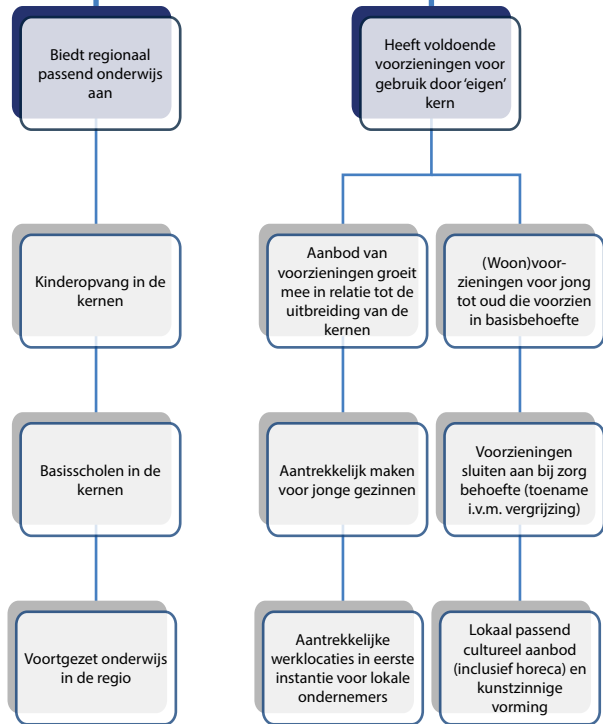 Biedt regionaal
passend onderwijs
aan
Heeft voldoende
voorzieningen voor
gebruik door ‘eigen’
kern
Kinderopvang in de
kernen
Aanbod van
voorzieningen groeit
mee in relatie tot de
uitbreiding van de
kernen
(Woon)voor-
zieningen voor jong
tot oud die voorzien
in basisbehoefte
Basisscholen in de
kernen
Aantrekkelijk maken
voor jonge gezinnen
Voorzieningen
sluiten aan bij zorg
behoefte (toename
i.v.m. vergrijzing)
Voortgezet onderwijs
in de regio
Aantrekkelijke
werklocaties in eerste
instantie voor lokale
ondernemers
Lokaal passend
cultureel aanbod
(inclusief horeca) en
kunstzinnige
vorming